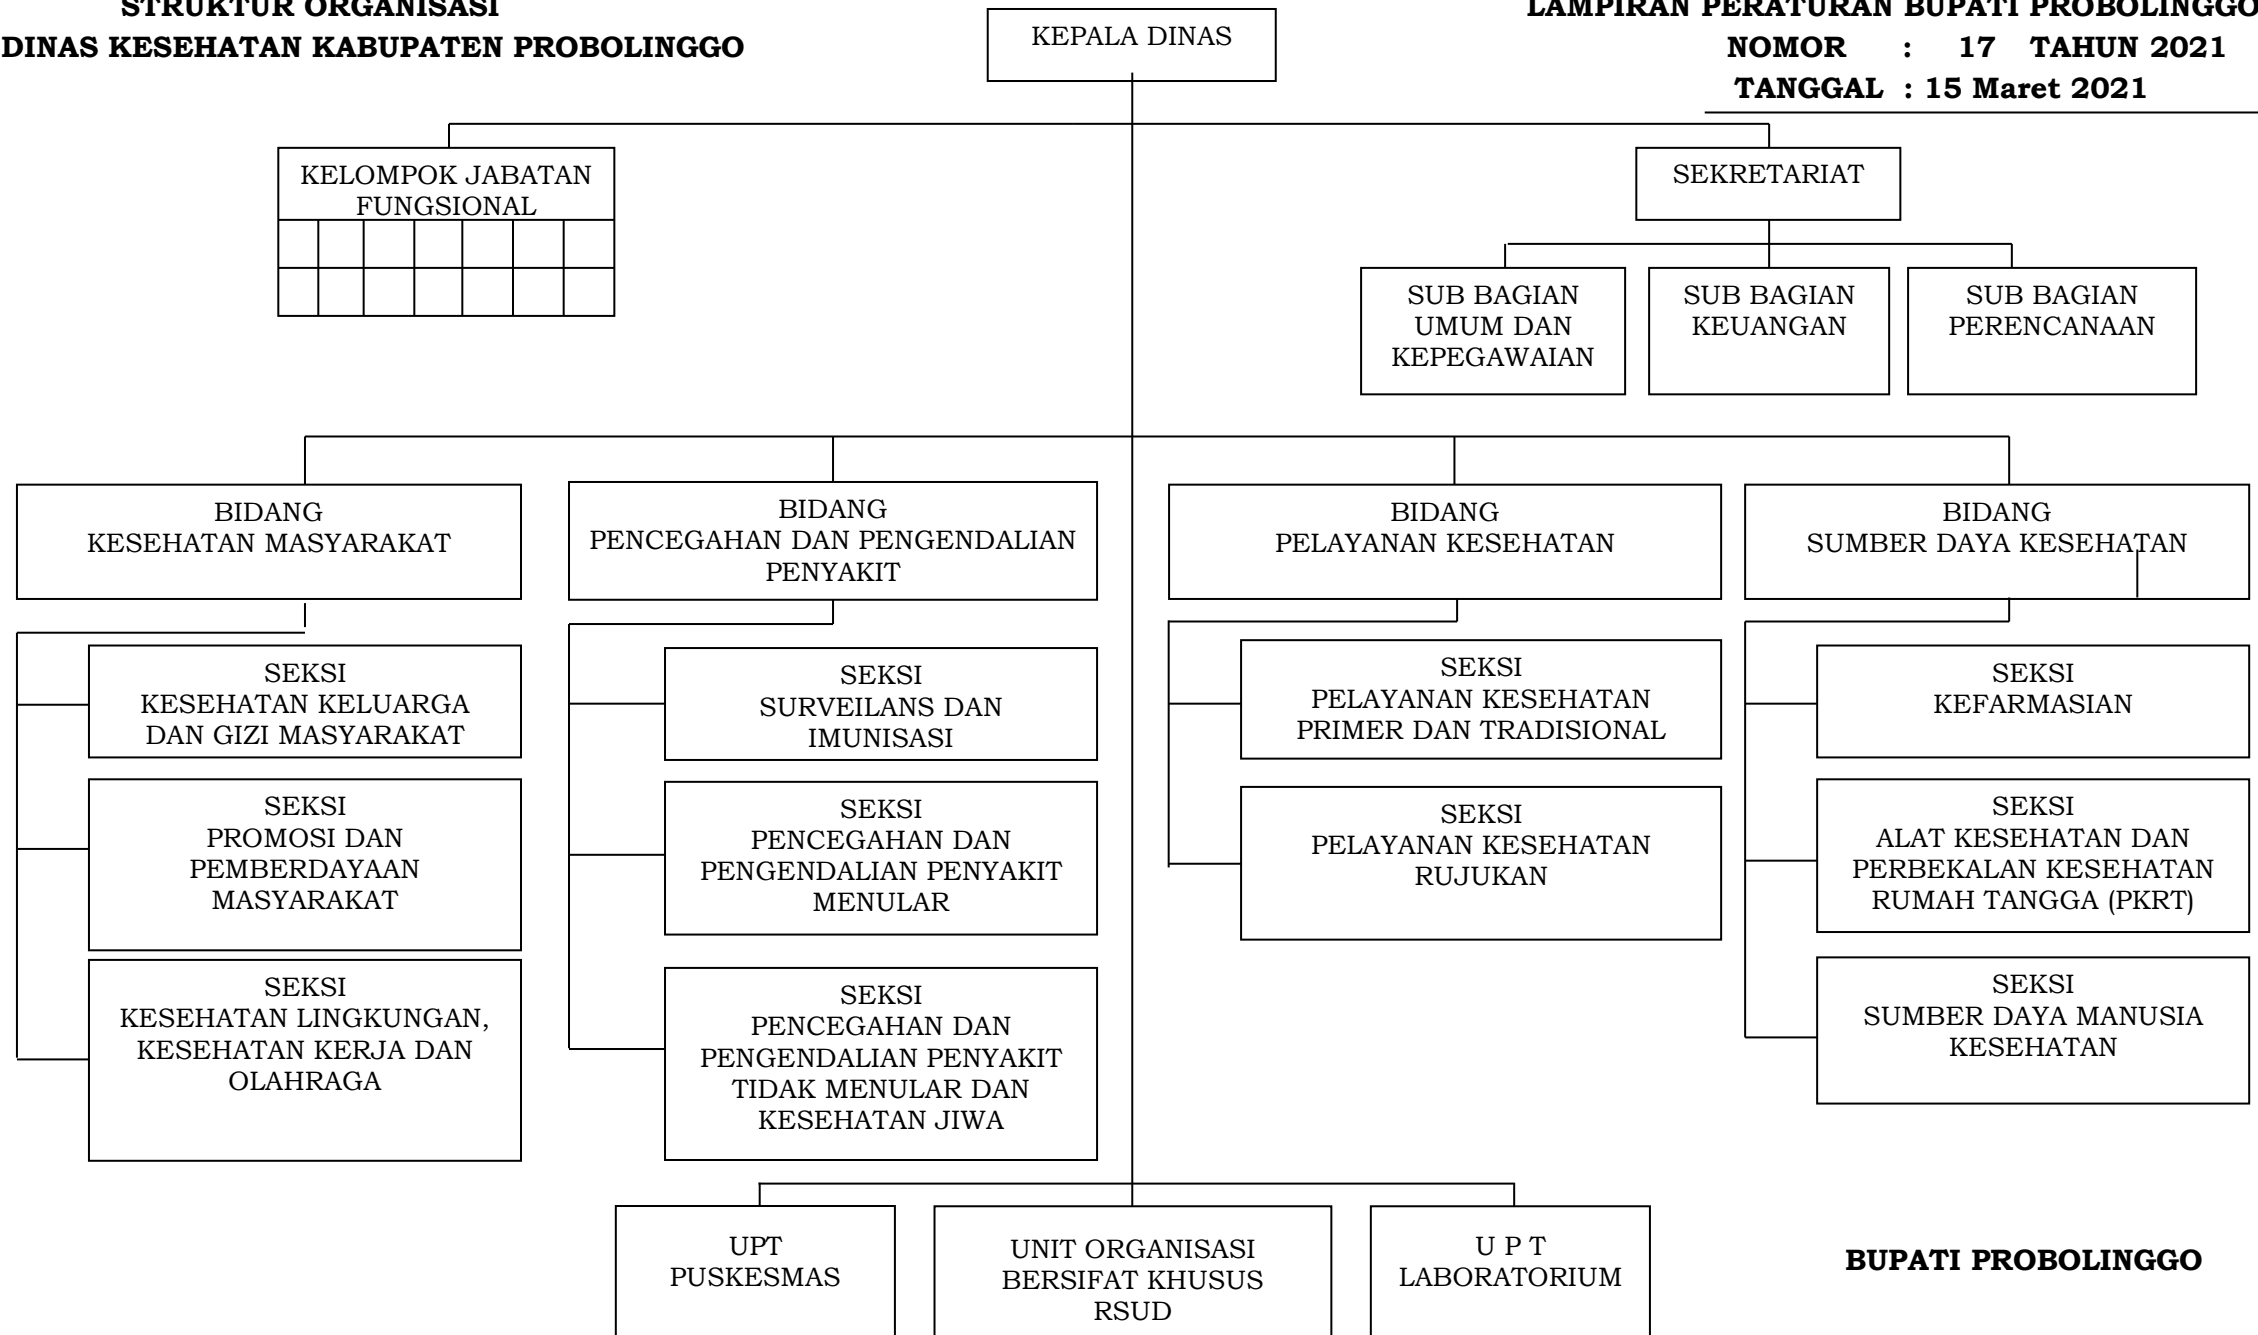 STRUKTUR ORGANISASI
DINAS KESEHATAN KABUPATEN PROBOLINGGO
KEPALA DINAS
LAMPIRAN PERATURAN BUPATI PROBOLINGGO
NOMOR : 17 TAHUN 2021
TANGGAL : 15 Maret 2021
KELOMPOK JABATAN
FUNGSIONAL
SEKRETARIAT
SUB BAGIAN
UMUM DAN
KEPEGAWAIAN
SUB BAGIAN
KEUANGAN
SUB BAGIAN
PERENCANAAN
BIDANG
KESEHATAN MASYARAKAT
BIDANG
PENCEGAHAN DAN PENGENDALIAN
PENYAKIT
BIDANG
PELAYANAN KESEHATAN
BIDANG
SUMBER DAYA KESEHATAN
SEKSI
KESEHATAN KELUARGA
DAN GIZI MASYARAKAT
SEKSI
PROMOSI DAN
PEMBERDAYAAN
MASYARAKAT
SEKSI
KESEHATAN LINGKUNGAN,
KESEHATAN KERJA DAN
OLAHRAGA
SEKSI
SURVEILANS DAN
IMUNISASI
SEKSI
PENCEGAHAN DAN
PENGENDALIAN PENYAKIT
MENULAR
SEKSI
PENCEGAHAN DAN
PENGENDALIAN PENYAKIT
TIDAK MENULAR DAN
KESEHATAN JIWA
SEKSI
PELAYANAN KESEHATAN
PRIMER DAN TRADISIONAL
SEKSI
PELAYANAN KESEHATAN
RUJUKAN
SEKSI
KEFARMASIAN
SEKSI
ALAT KESEHATAN DAN
PERBEKALAN KESEHATAN
RUMAH TANGGA (PKRT)
SEKSI
SUMBER DAYA MANUSIA
KESEHATAN
UPT
PUSKESMAS
UNIT ORGANISASI
BERSIFAT KHUSUS
RSUD
U P T
LABORATORIUM
BUPATI PROBOLINGGO